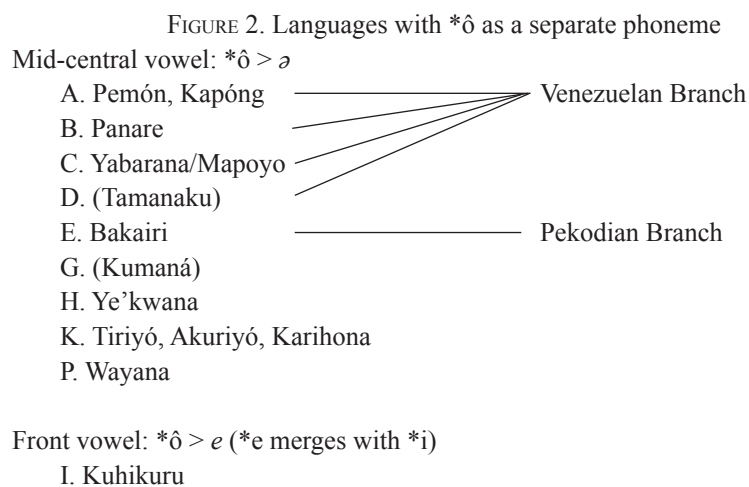 FIGURE 2. Languages with *ô as a separate phoneme
Mid-central vowel: *ô > ə
A. Pemón, Kapóng Venezuelan Branch
B. Panare
C. Yabarana/Mapoyo
D. (Tamanaku)
E. Bakairi Pekodian Branch
G. (Kumaná)
H. Ye’kwana
K. Tiriyó, Akuriyó, Karihona
P. Wayana
Front vowel: *ô > e (*e merges with *i)
I. Kuhikuru